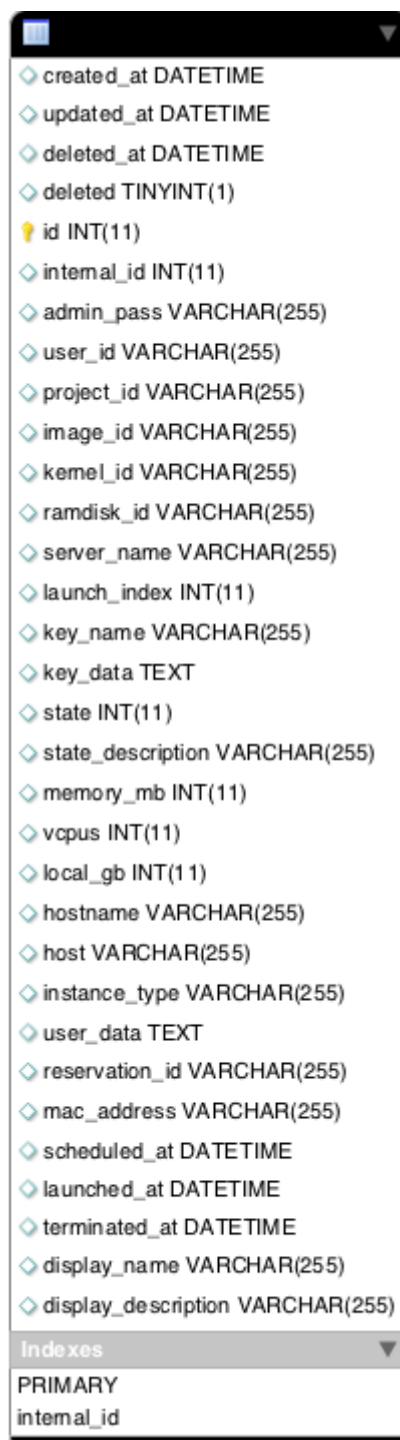 created_at DATETIME
updated_at DATETIME
deleted_at DATETIME
deleted TINYINT(1)
id INT(11)
internal_id INT(11)
admin_pass VARCHAR(255)
user_id VARCHAR(255)
project_id VARCHAR(255)
image_id VARCHAR(255)
kernel_id VARCHAR(255)
ramdisk_id VARCHAR(255)
server_name VARCHAR(255)
launch_index INT(11)
key_name VARCHAR(255)
key_data TEXT
state INT(11)
state_description VARCHAR(255)
memory_mb INT(11)
vcpus INT(11)
local_gb INT(11)
hostname VARCHAR(255)
host VARCHAR(255)
instance_type VARCHAR(255)
user_data TEXT
reservation_id VARCHAR(255)
mac_address VARCHAR(255)
scheduled_at DATETIME
launched_at DATETIME
terminated_at DATETIME
display_name VARCHAR(255)
display_description VARCHAR(255)
Indexes
PRIMARY
internal_id